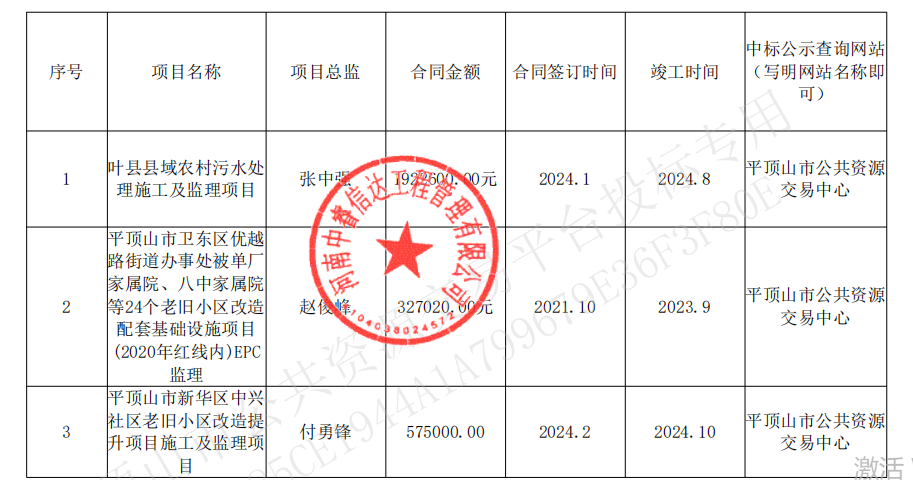 序号
项目名称
项目总监
合同金额
合同签订时间
竣工时间
中标公示查询网站
（写明网站名称即
可）
1
叶县县域农村污水处
理施工及监理项目
张中强
1922600.00元
2024.1
2024.8
平顶山市公共资源
交易中心
2
平顶山市卫东区优越
路街道办事处被单厂
家属院、八中家属院
等24个老旧小区改造
配套基础设施项目
(2020年红线内)EPC
监理
赵俊峰
327020.00元
2021.10
2023.9
平顶山市公共资源
交易中心
3
平顶山市新华区中兴
社区老旧小区改造提
升项目施工及监理项
目
付勇锋
575000.00
2024.2
2024.10
平顶山市公共资源
交易中心
河南中睿信达工程管理有限公司
激活